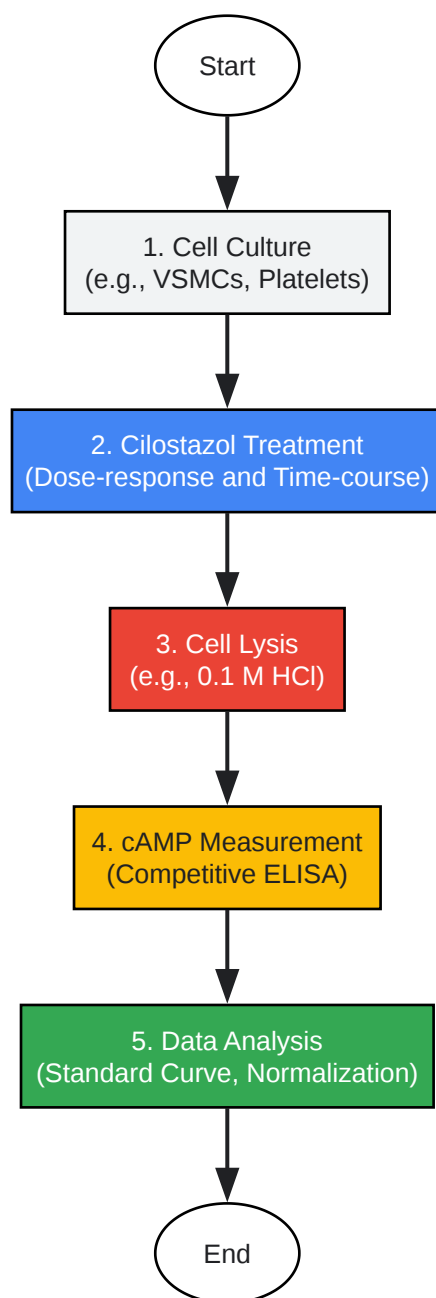 Start
1. Cell Culture
(e.g., VSMCs, Platelets)
2. Cilostazol Treatment
(Dose-response and Time-course)
3. Cell Lysis
(e.g., 0.1 M HCl)
4. cAMP Measurement
(Competitive ELISA)
5. Data Analysis
(Standard Curve, Normalization)
End